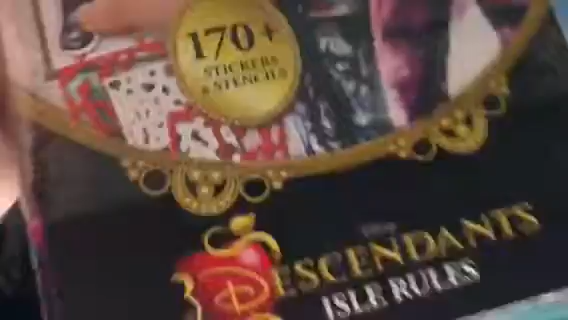 170+
STICKERS
& STENCILS
DESCENDANTS
ISLE RULES